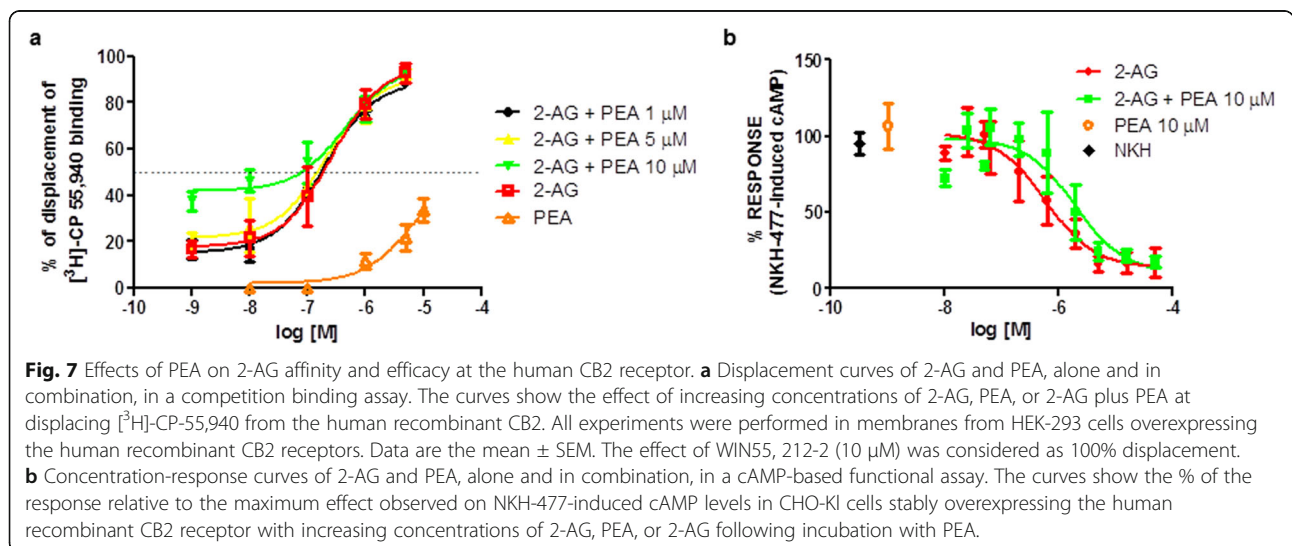 a
% of displacement of
[³H]-CP 55,940 binding
100
80
60
40
20
0
-10
-9
-8
-7
-6
-5
-4
log [M]
2-AG + PEA 1 µM
2-AG + PEA 5 µM
2-AG + PEA 10 µM
2-AG
PEA
b
% RESPONSE
(NKH-477-Induced cAMP)
150
100
50
0
-10
-8
-6
-4
log [M]
2-AG
2-AG + PEA 10 µM
PEA 10 µM
NKH
Fig. 7 Effects of PEA on 2-AG affinity and efficacy at the human CB2 receptor. a Displacement curves of 2-AG and PEA, alone and in
combination, in a competition binding assay. The curves show the effect of increasing concentrations of 2-AG, PEA, or 2-AG plus PEA at
displacing [³H]-CP-55,940 from the human recombinant CB2. All experiments were performed in membranes from HEK-293 cells overexpressing
the human recombinant CB2 receptors. Data are the mean ± SEM. The effect of WIN55, 212-2 (10 µM) was considered as 100% displacement.
b Concentration-response curves of 2-AG and PEA, alone and in combination, in a cAMP-based functional assay. The curves show the % of the
response relative to the maximum effect observed on NKH-477-induced cAMP levels in CHO-Kl cells stably overexpressing the human
recombinant CB2 receptor with increasing concentrations of 2-AG, PEA, or 2-AG following incubation with PEA.